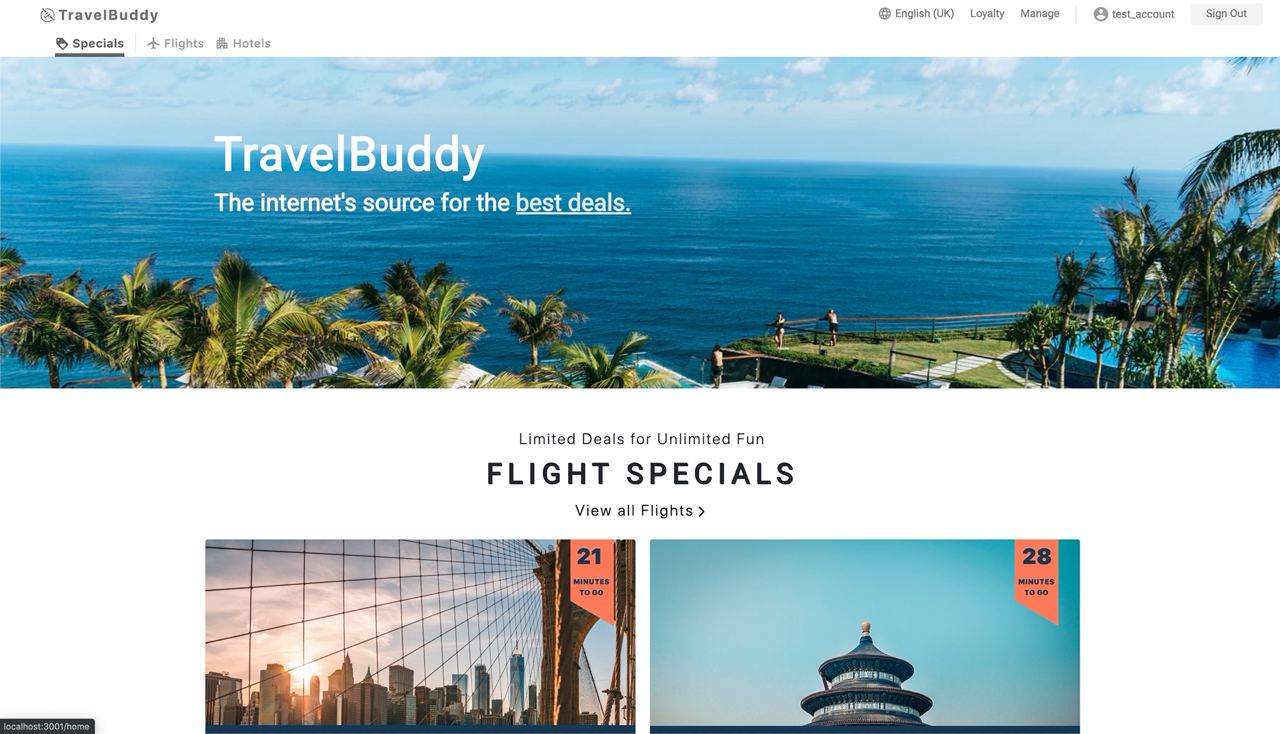 TravelBuddy
English (UK) Loyalty Manage test_account Sign Out
Specials Flights Hotels
TravelBuddy
The internet's source for the best deals.
Limited Deals for Unlimited Fun
FLIGHT SPECIALS
View all Flights
21
MINUTES
TO GO
28
MINUTES
TO GO
localhost:3001/home